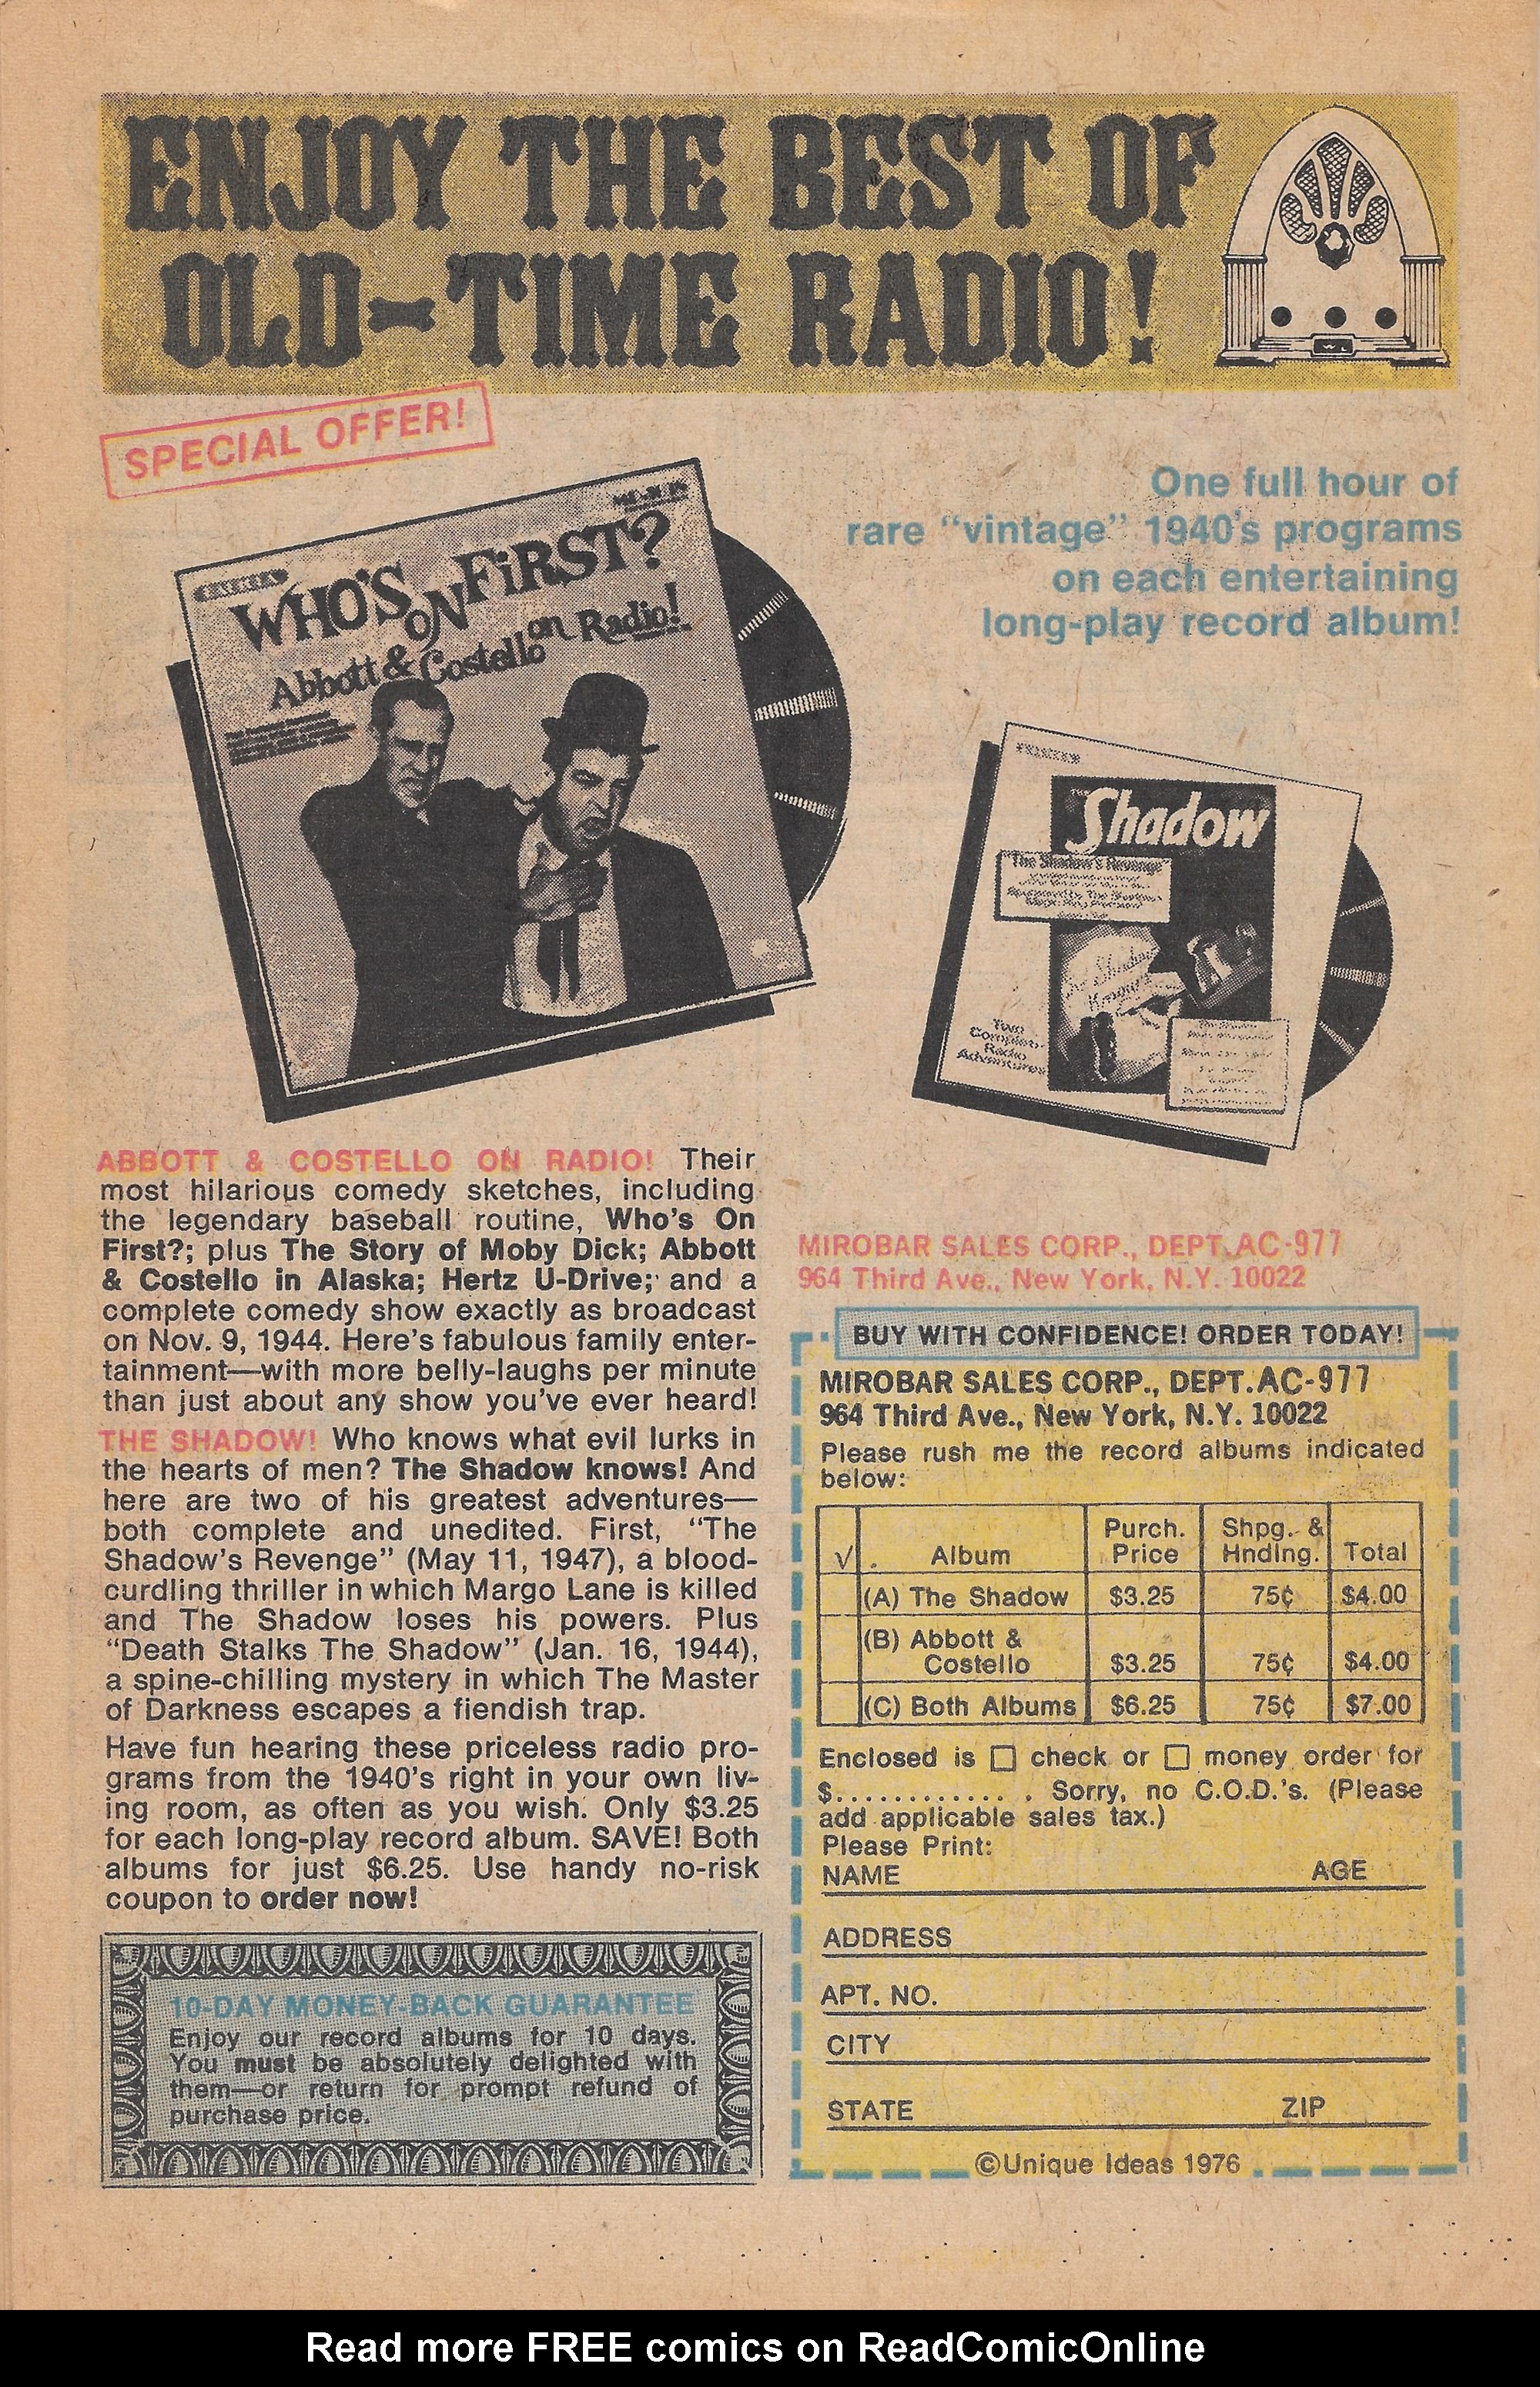 ENJOY THE BEST OF
OLD-TIME RADIO!
SPECIAL OFFER!
One full hour of
rare "vintage" 1940's programs
on each entertaining
long-play record album!
WHO'S ON FiRST?
Abbott & Costello on Radio!
Shadow
The Shadow's Revenge
Two
Complete
Radio
Adventures
ABBOTT & COSTELLO ON RADIO! Their
most hilarious comedy sketches, including
the legendary baseball routine, Who's On
First?; plus The Story of Moby Dick; Abbott
& Costello in Alaska; Hertz U-Drive; and a
complete comedy show exactly as broadcast
on Nov. 9, 1944. Here's fabulous family enter-
tainment—with more belly-laughs per minute
than just about any show you've ever heard!
THE SHADOW! Who knows what evil lurks in
the hearts of men? The Shadow knows! And
here are two of his greatest adventures—
both complete and unedited. First, "The
Shadow's Revenge" (May 11, 1947), a blood-
curdling thriller in which Margo Lane is killed
and The Shadow loses his powers. Plus
"Death Stalks The Shadow" (Jan. 16, 1944),
a spine-chilling mystery in which The Master
of Darkness escapes a fiendish trap.
Have fun hearing these priceless radio pro-
grams from the 1940's right in your own liv-
ing room, as often as you wish. Only $3.25
for each long-play record album. SAVE! Both
albums for just $6.25. Use handy no-risk
coupon to order now!
10-DAY MONEY-BACK GUARANTEE
Enjoy our record albums for 10 days.
You must be absolutely delighted with
them—or return for prompt refund of
purchase price.
MIROBAR SALES CORP., DEPT. AC-977
964 Third Ave., New York, N.Y. 10022
BUY WITH CONFIDENCE! ORDER TODAY!
MIROBAR SALES CORP., DEPT. AC-977
964 Third Ave., New York, N.Y. 10022
Please rush me the record albums indicated
below:
√ Album Purch. Price Shpg. & Hndlng. Total
(A) The Shadow $3.25 75¢ $4.00
(B) Abbott & Costello $3.25 75¢ $4.00
(C) Both Albums $6.25 75¢ $7.00
Enclosed is □ check or □ money order for
$............ . Sorry, no C.O.D.'s. (Please
add applicable sales tax.)
Please Print:
NAME AGE
ADDRESS
APT. NO.
CITY
STATE ZIP
©Unique Ideas 1976
Read more FREE comics on ReadComicOnline